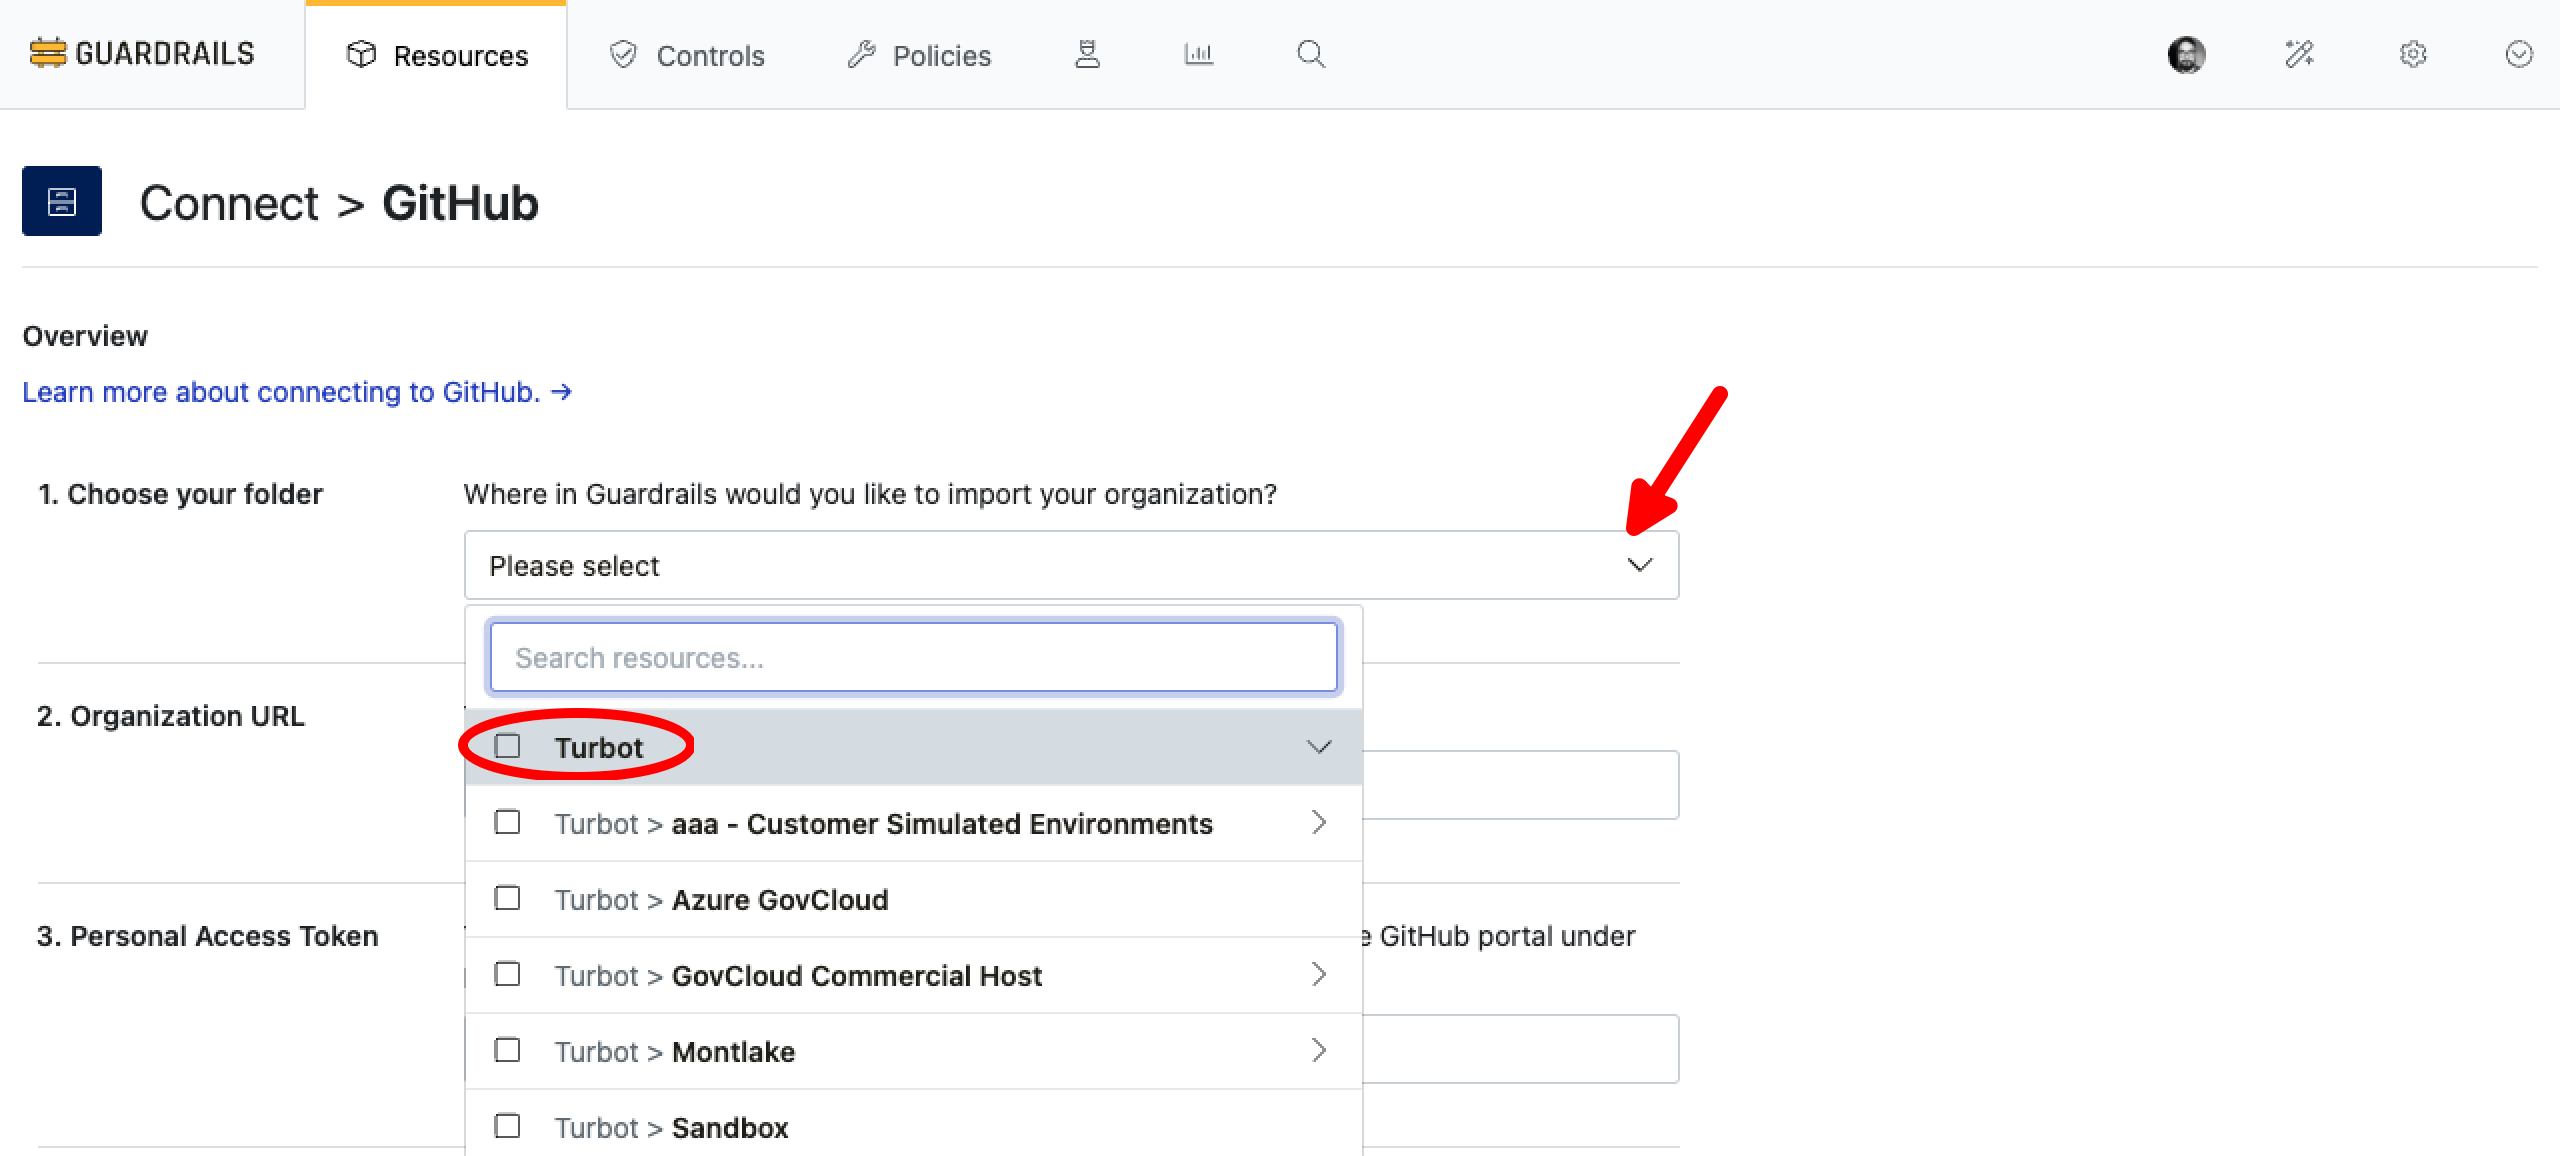 GUARDRAILS
Resources
Controls
Policies
Connect > GitHub
Overview
Learn more about connecting to GitHub. →
1. Choose your folder
Where in Guardrails would you like to import your organization?
Please select
Search resources...
2. Organization URL
Turbot
Turbot > aaa - Customer Simulated Environments
Turbot > Azure GovCloud
3. Personal Access Token
GitHub portal under
Turbot > GovCloud Commercial Host
Turbot > Montlake
Turbot > Sandbox